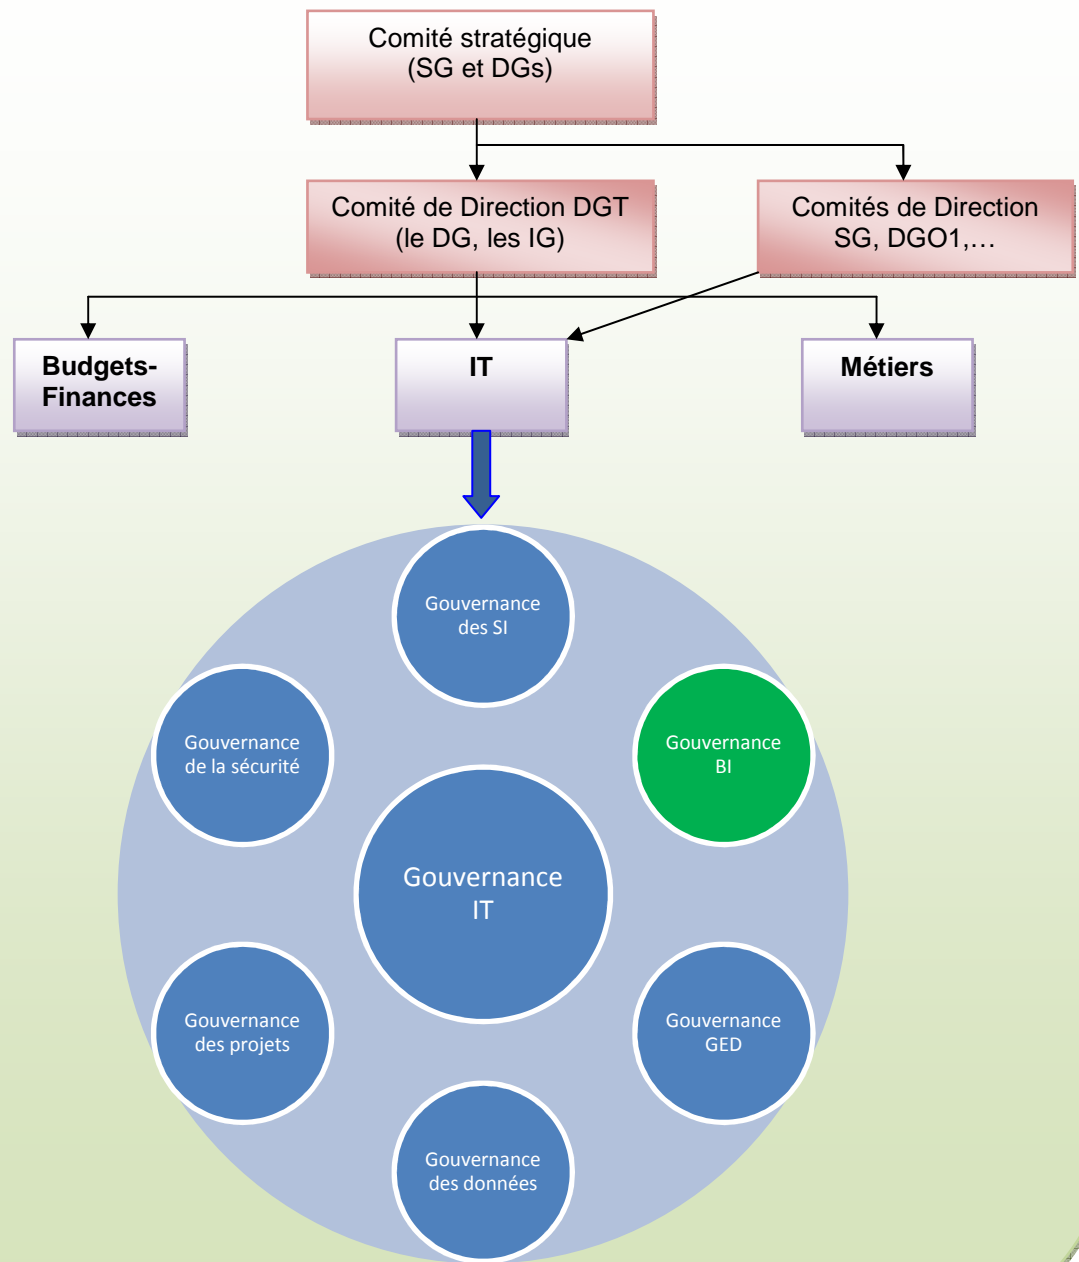 Comité stratégique
(SG et DGs)
Comité de Direction DGT
(le DG, les IG)
Comités de Direction
SG, DGO1,…
Budgets-
Finances
IT
Métiers
Gouvernance
des SI
Gouvernance
de la sécurité
Gouvernance
BI
Gouvernance
IT
Gouvernance
des projets
Gouvernance
GED
Gouvernance
des données